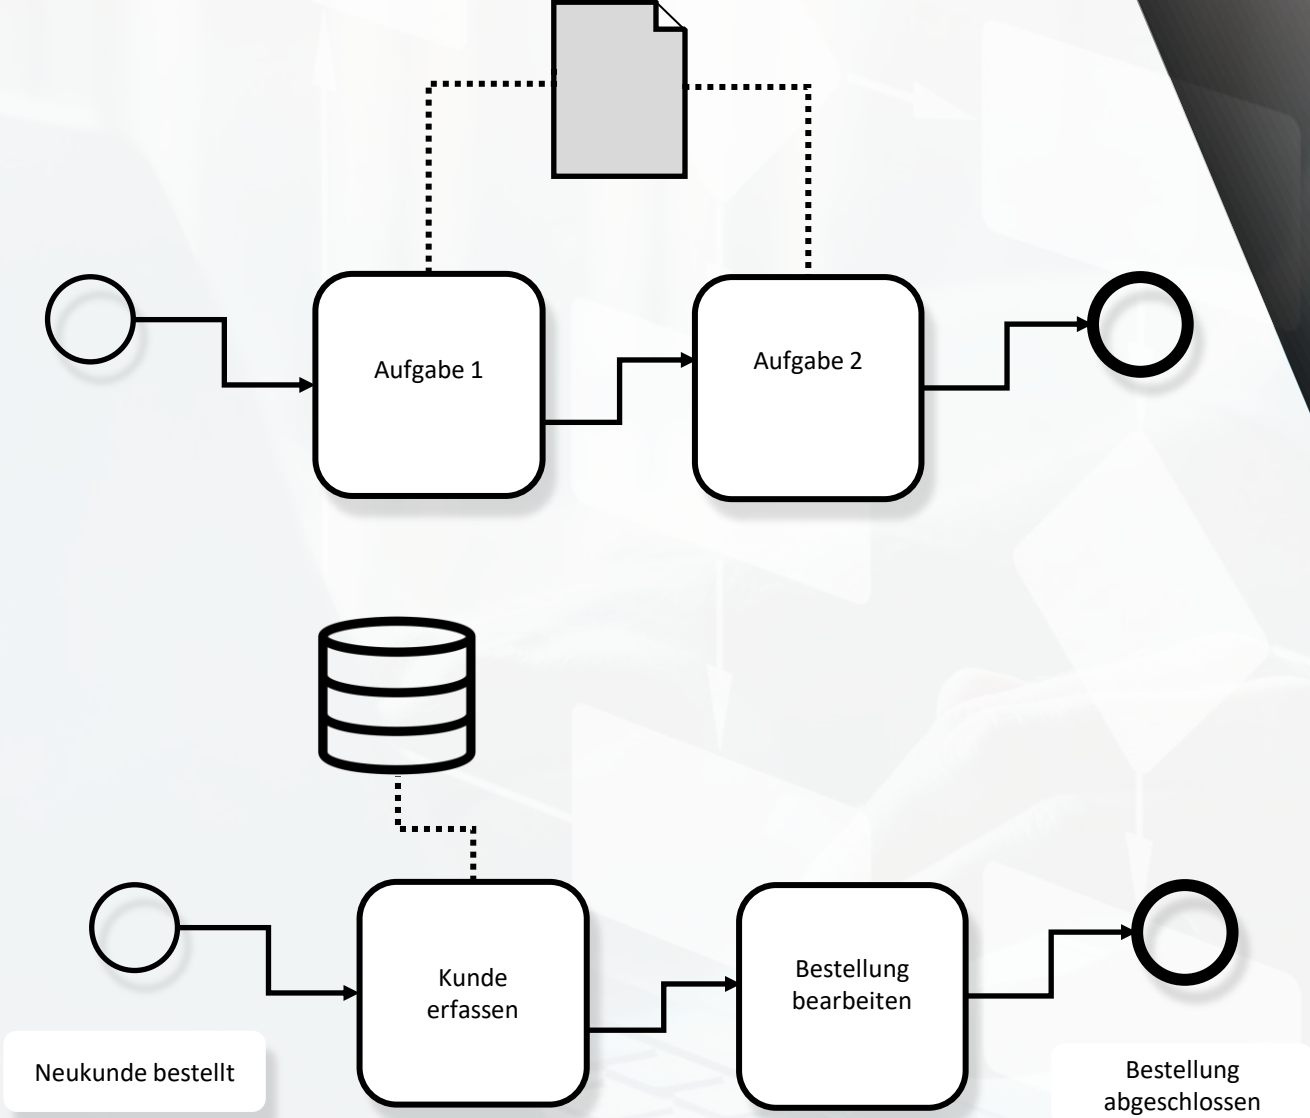 Aufgabe 1
Aufgabe 2
Kunde
erfassen
Bestellung
bearbeiten
Neukunde bestellt
Bestellung
abgeschlossen